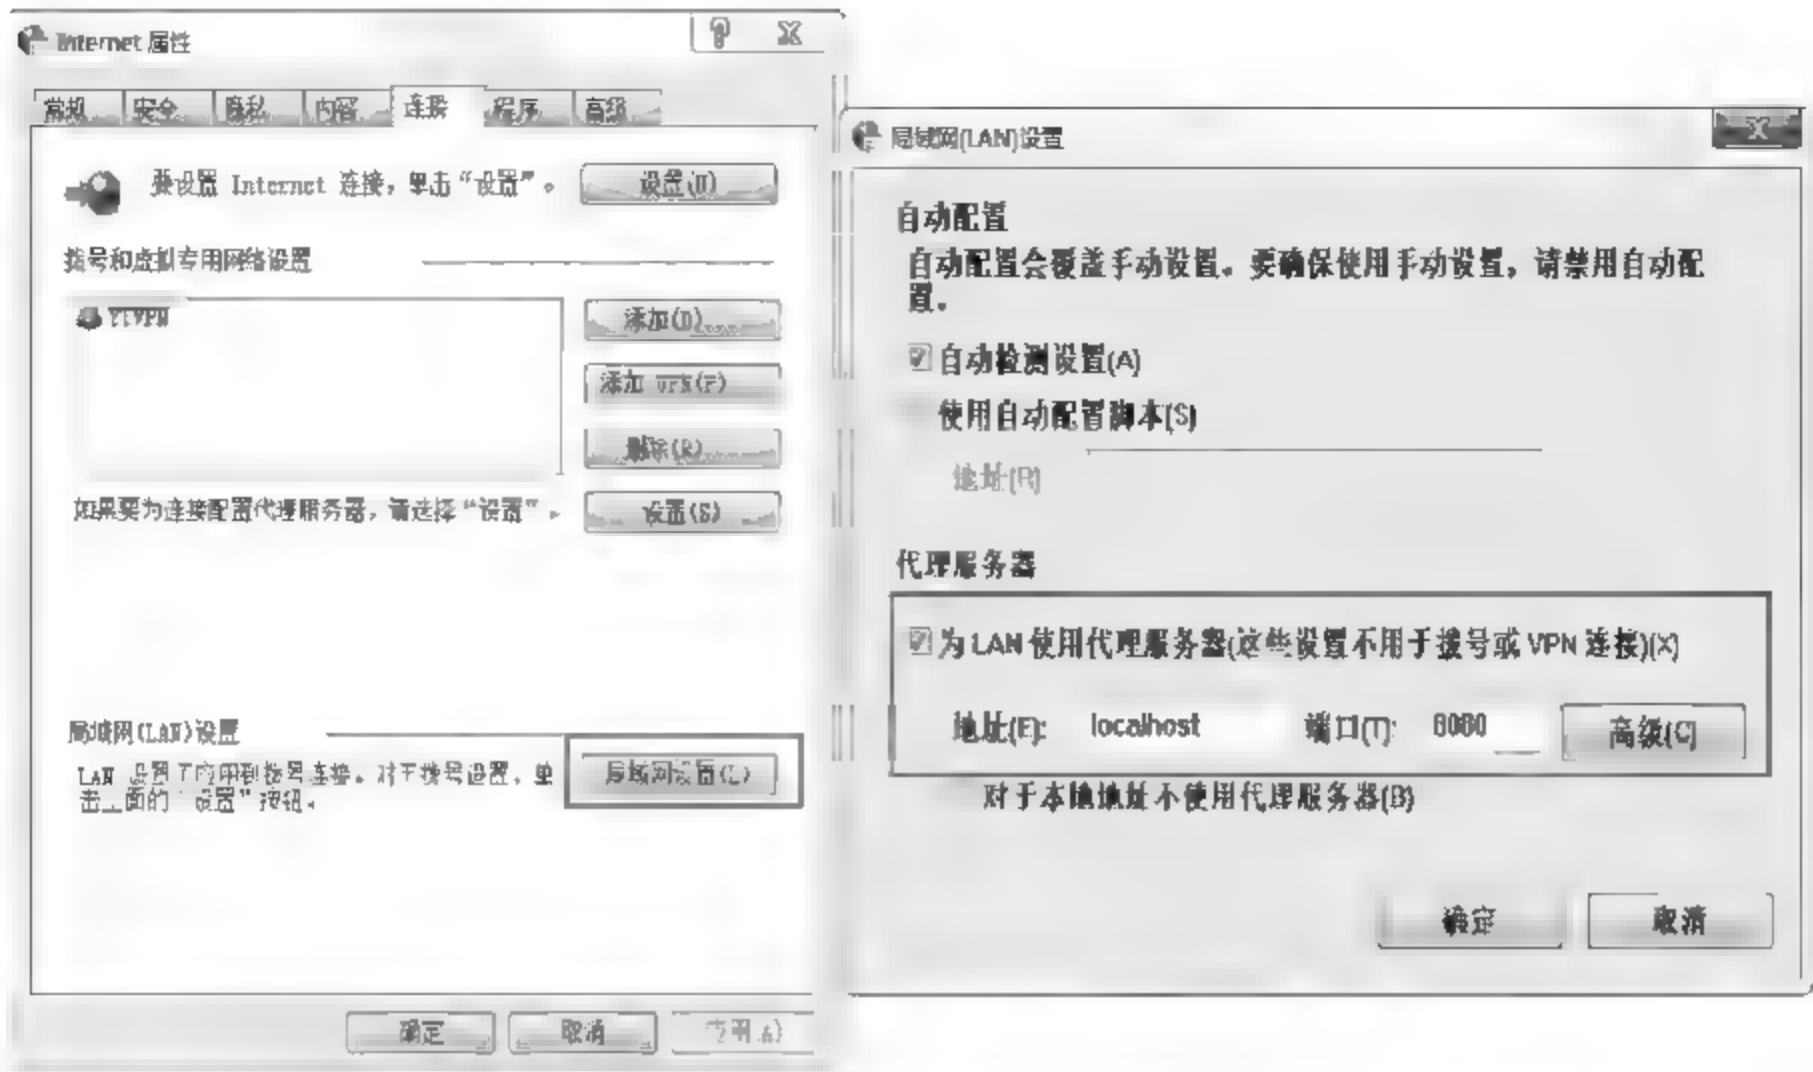 Internet 属性
常规 安全 隐私 内容 连接 程序 高级
要设置 Internet 连接，单击“设置”。
设置(U)
拨号和虚拟专用网络设置
添加(D)
添加 VPN(P)
删除(R)
如果要为连接配置代理服务器，请选择“设置”。
设置(S)
局域网(LAN)设置
LAN 设置不应用到拨号连接。对于拨号设置，单
击上面的“设置”按钮。
局域网设置(L)
确定 取消 应用(A)
局域网(LAN)设置
X
自动配置
自动配置会覆盖手动设置。要确保使用手动设置，请禁用自动配
置。
自动检测设置(A)
使用自动配置脚本(S)
地址(R)
代理服务器
为 LAN 使用代理服务器(这些设置不用于拨号或 VPN 连接)(X)
地址(E): localhost 端口(T): 8080 高级(C)
对于本地地址不使用代理服务器(B)
确定 取消